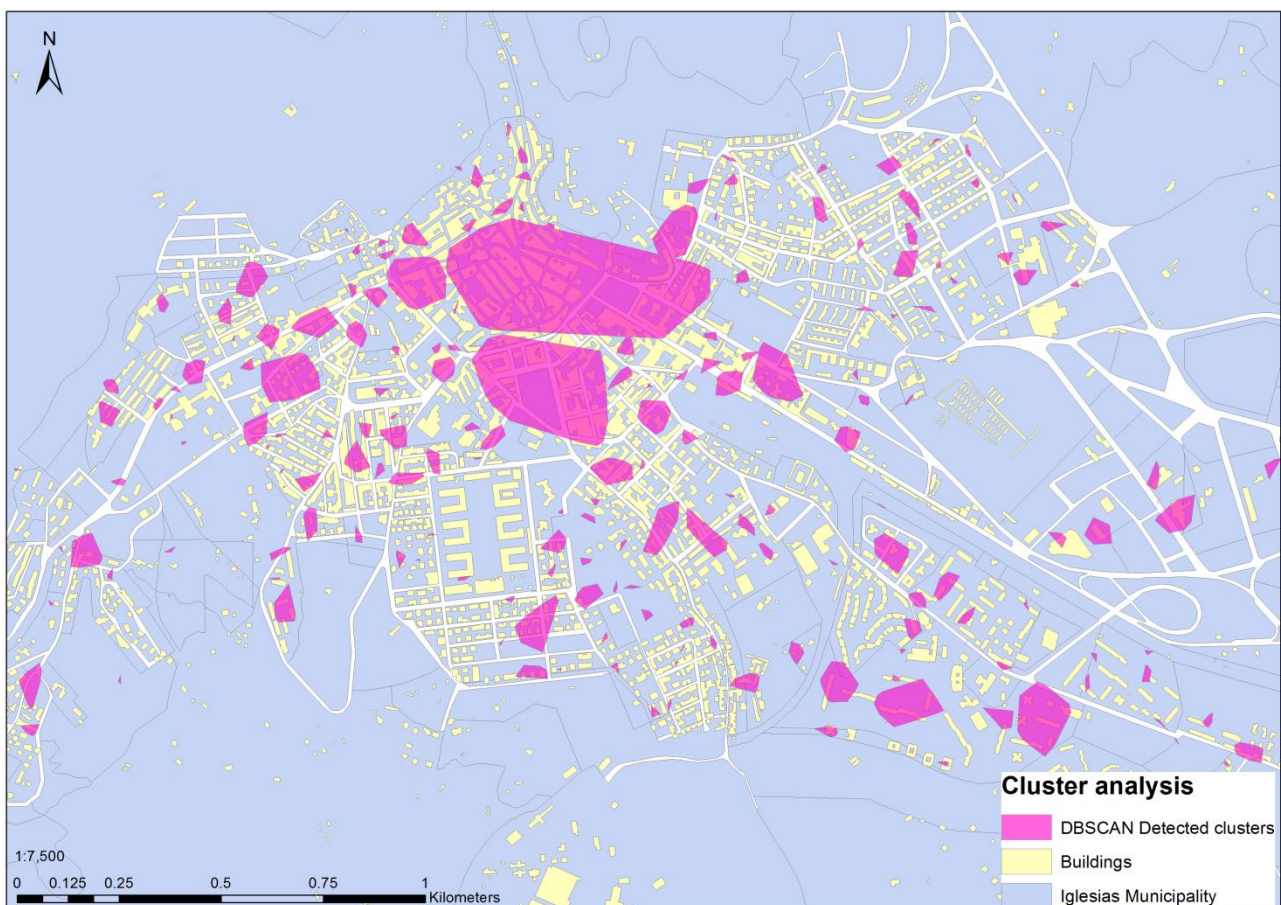 N
Cluster analysis
DBSCAN Detected clusters
Buildings
Iglesias Municipality
1:7,500
0 0.125 0.25 0.5 0.75 1
Kilometers